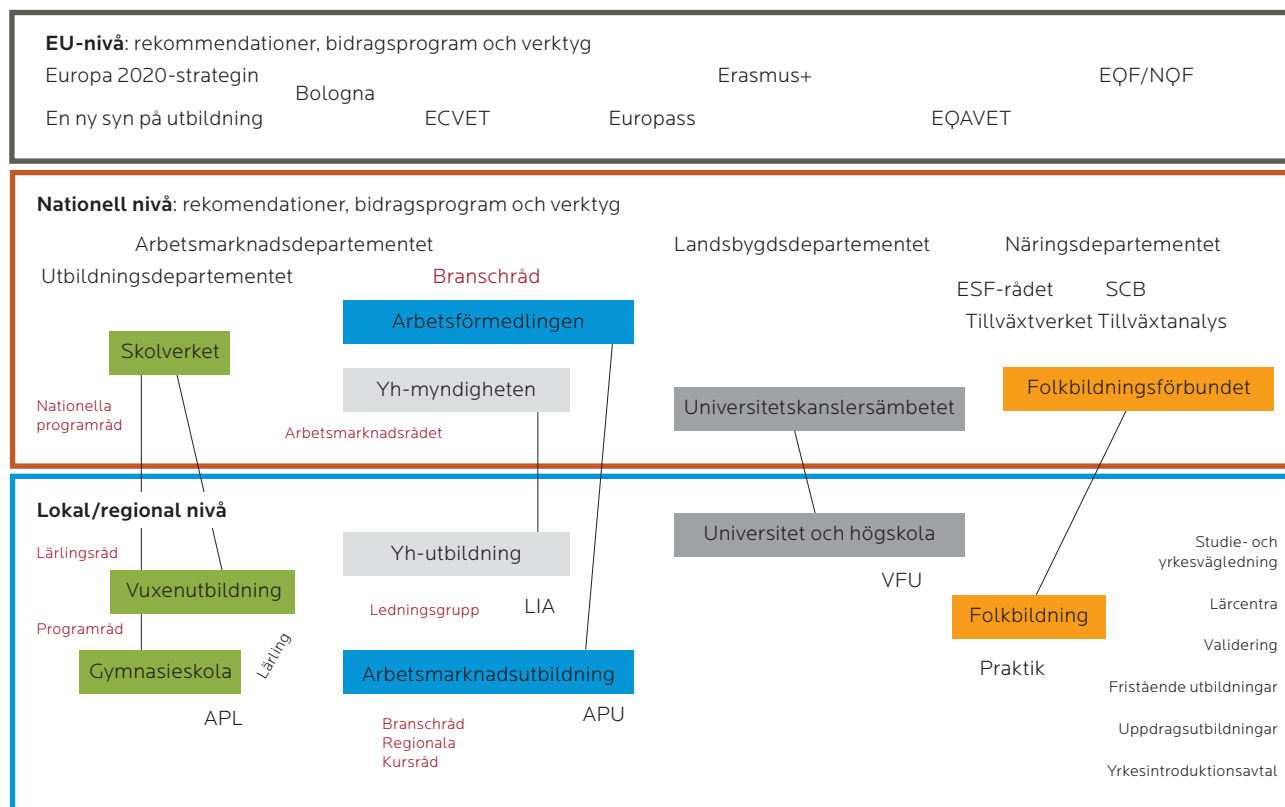 EU-nivå: rekommendationer, bidragsprogram och verktyg
Europa 2020-strategin
Bologna
Erasmus+
EQF/NQF
En ny syn på utbildning
ECVET
Europass
EQAVET
Nationell nivå: rekomendationer, bidragsprogram och verktyg
Arbetsmarknadsdepartementet
Landsbygdsdepartementet
Näringsdepartementet
Utbildningsdepartementet
Branschråd
ESF-rådet
SCB
Arbetsförmedlingen
Tillväxtverket Tillväxtanalys
Skolverket
Yh-myndigheten
Folkbildningsförbundet
Universitetskanslersämbetet
Nationella
programråd
Arbetsmarknadsrådet
Lokal/regional nivå
Universitet och högskola
Lärlingsråd
Yh-utbildning
Studie- och
yrkesvägledning
VFU
Vuxenutbildning
Ledningsgrupp
LIA
Lärcentra
Folkbildning
Programråd
Lärling
Validering
Gymnasieskola
Arbetsmarknadsutbildning
Praktik
Fristående utbildningar
APL
APU
Branschråd
Regionala
Kursråd
Uppdragsutbildningar
Yrkesintroduktionsavtal